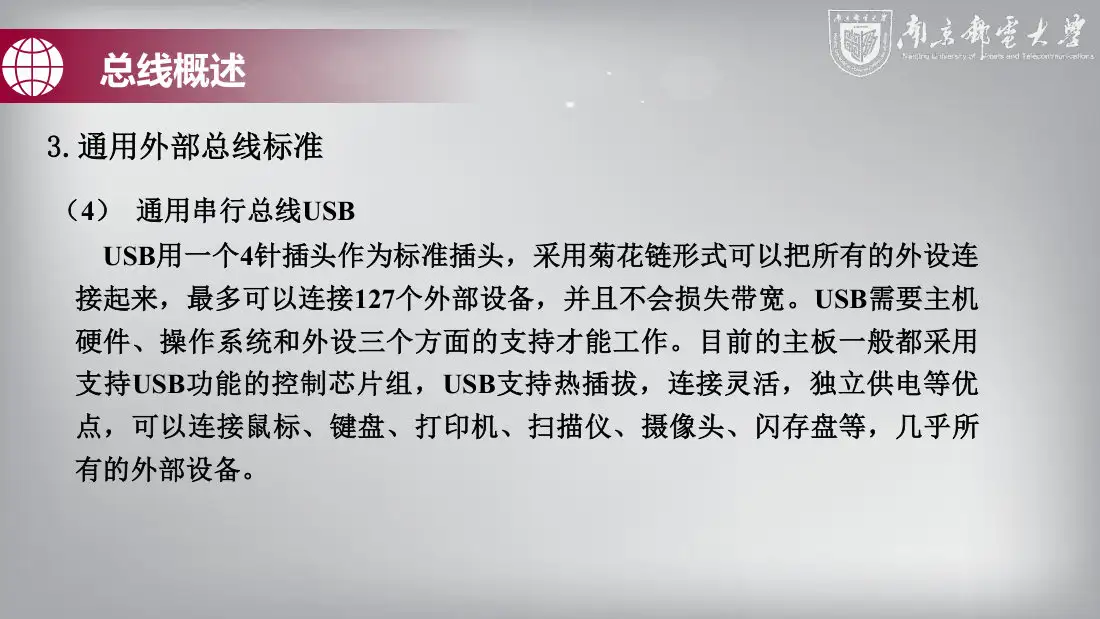 总线概述
南京邮电大学
Nanjing University of Posts and Telecommunications
3.通用外部总线标准
（4） 通用串行总线USB
USB用一个4针插头作为标准插头，采用菊花链形式可以把所有的外设连
接起来，最多可以连接127个外部设备，并且不会损失带宽。USB需要主机
硬件、操作系统和外设三个方面的支持才能工作。目前的主板一般都采用
支持USB功能的控制芯片组，USB支持热插拔，连接灵活，独立供电等优
点，可以连接鼠标、键盘、打印机、扫描仪、摄像头、闪存盘等，几乎所
有的外部设备。